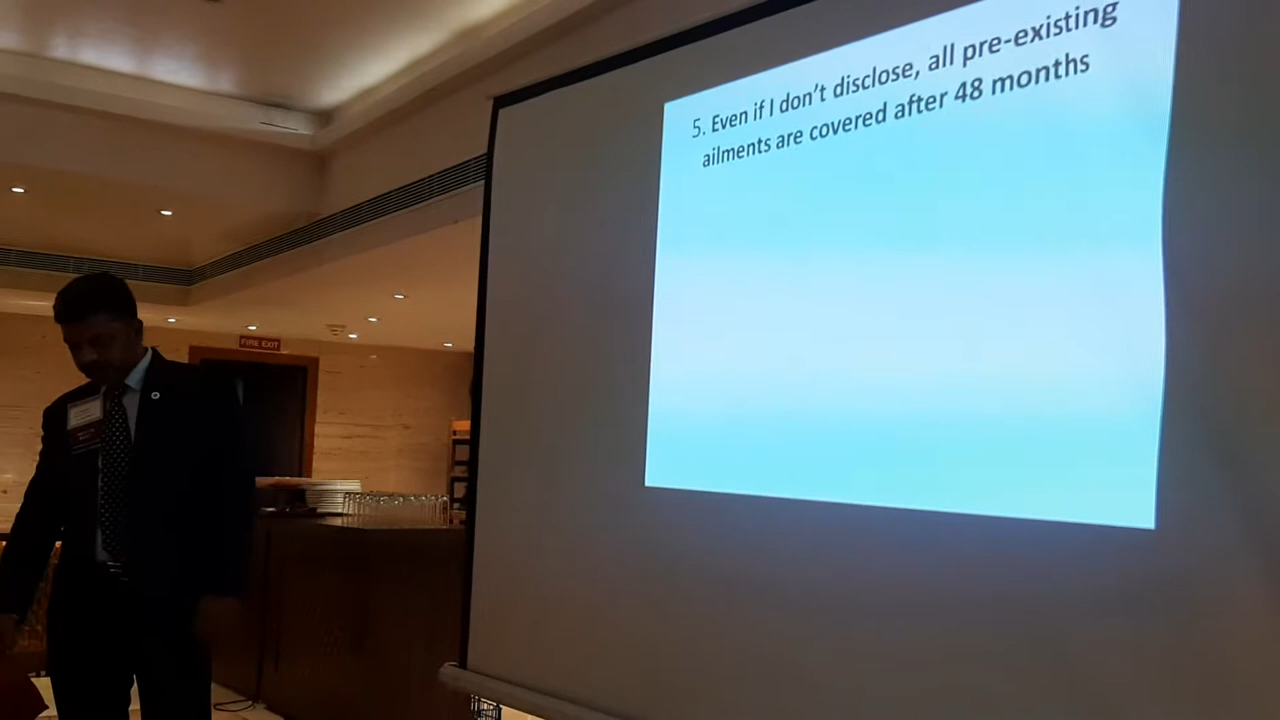 5. Even if I don't disclose, all pre-existing
ailments are covered after 48 months
FIRE EXIT